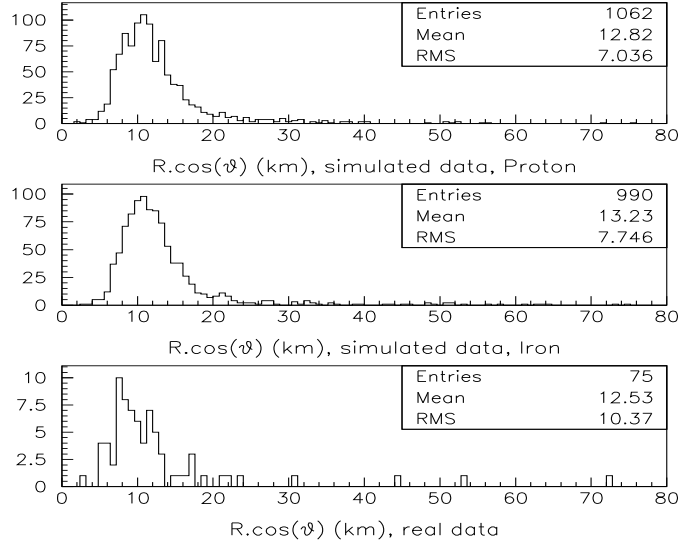 100
75
50
25
0
Entries 1062
Mean 12.82
RMS 7.036
0 10 20 30 40 50 60 70 80
R.cos(ϑ) (km), simulated data, Proton
100
75
50
25
0
Entries 990
Mean 13.23
RMS 7.746
0 10 20 30 40 50 60 70 80
R.cos(ϑ) (km), simulated data, Iron
10
7.5
5
2.5
0
Entries 75
Mean 12.53
RMS 10.37
0 10 20 30 40 50 60 70 80
R.cos(ϑ) (km), real data